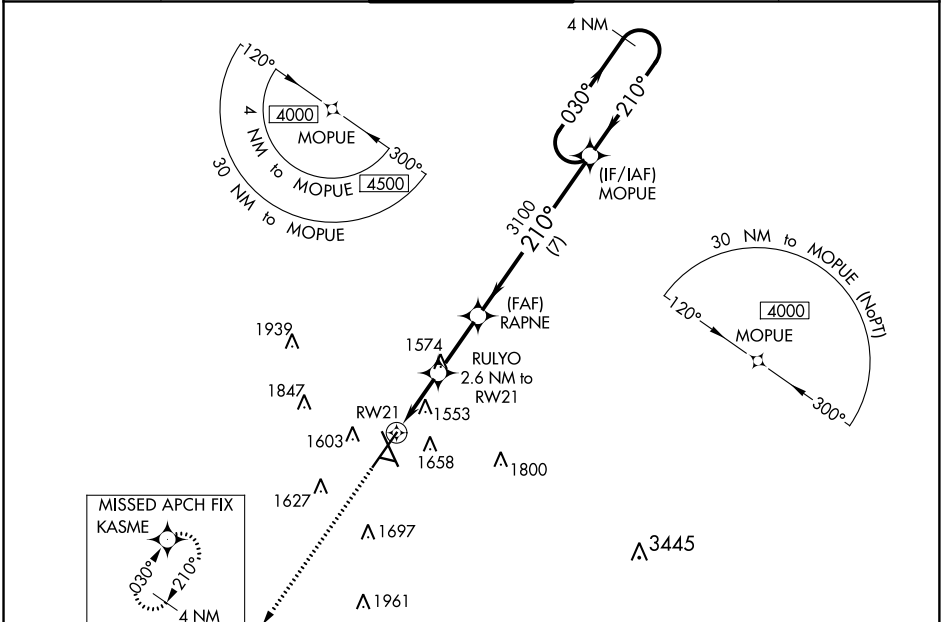 4 NM
120°
4000
MOPUE
300°
4 NM to MOPUE 4500
30 NM to MOPUE
030°
210°
(IF/IAF)
MOPUE
3100
210°
(7)
30 NM to MOPUE (NoPT)
120°
4000
MOPUE
300°
(FAF)
RAPNE
1939
1574
RULYO
2.6 NM to
RW21
1847
RW21
1553
1603
1658
1800
1627
MISSED APCH FIX
KASME
030°
210°
4 NM
1697
3445
1961